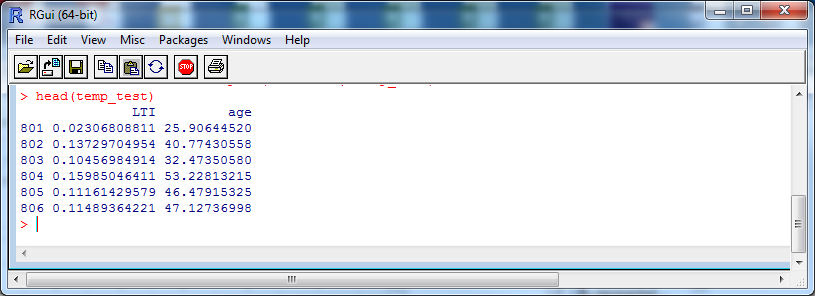 RGui (64-bit)
File Edit View Misc Packages Windows Help
STOP
> head(temp_test)
LTI age
801 0.02306808811 25.90644520
802 0.13729704954 40.77430558
803 0.10456984914 32.47350580
804 0.15985046411 53.22813215
805 0.11161429579 46.47915325
806 0.11489364221 47.12736998
>